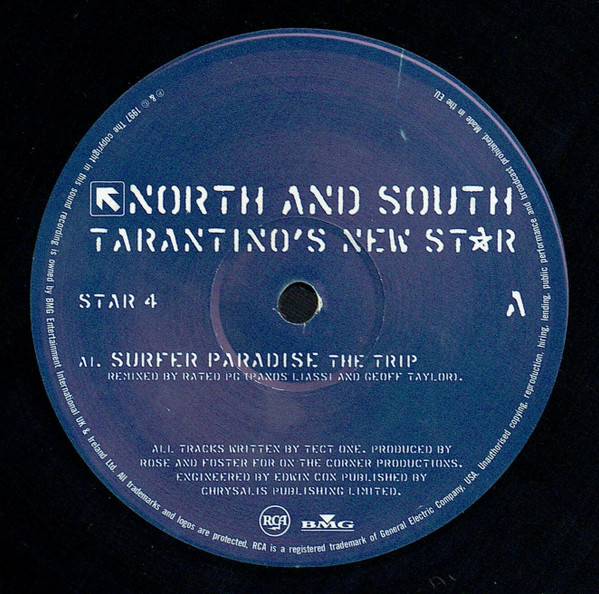 NORTH AND SOUTH
TARANTINO'S NEW ST☆R
STAR 4
A
A1. SURFER PARADISE THE TRIP
REMIXED BY RATED PG (PANOS LIASSI AND GEOFF TAYLOR).
ALL TRACKS WRITTEN BY TECT ONE. PRODUCED BY
ROSE AND FOSTER FOR ON THE CORNER PRODUCTIONS.
ENGINEERED BY EDWIN COX PUBLISHED BY
CHRYSALIS PUBLISHING LIMITED.
RCA
BMG
℗ & © 1997 The copyright in this sound recording is owned by BMG Entertainment International UK & Ireland Ltd. All trademarks and logos are protected, RCA is a registered trademark of General Electric Company, USA. Unauthorised copying, reproduction, hiring, lending, public performance and broadcast prohibited Made in the EU.